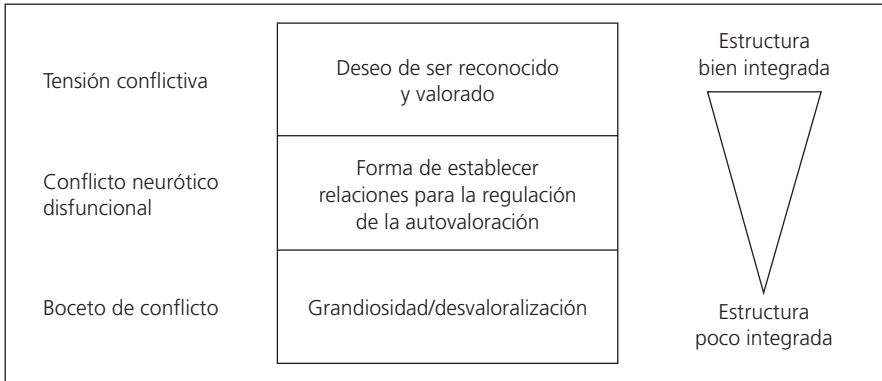 Tensión conflictiva
Deseo de ser reconocido
y valorado
Estructura
bien integrada
Conflicto neurótico
disfuncional
Forma de establecer
relaciones para la regulación
de la autovaloración
Boceto de conflicto
Grandiosidad/desvaloralización
Estructura
poco integrada